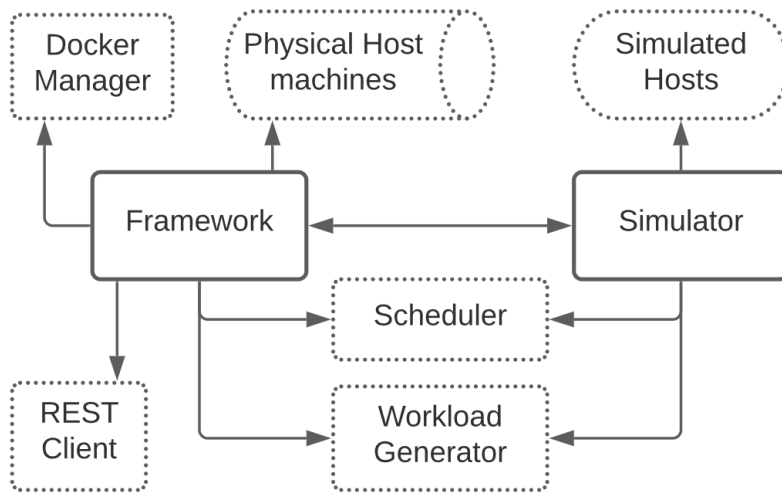 Docker
Manager
Physical Host
machines
Simulated
Hosts
Framework
Simulator
Scheduler
REST
Client
Workload
Generator